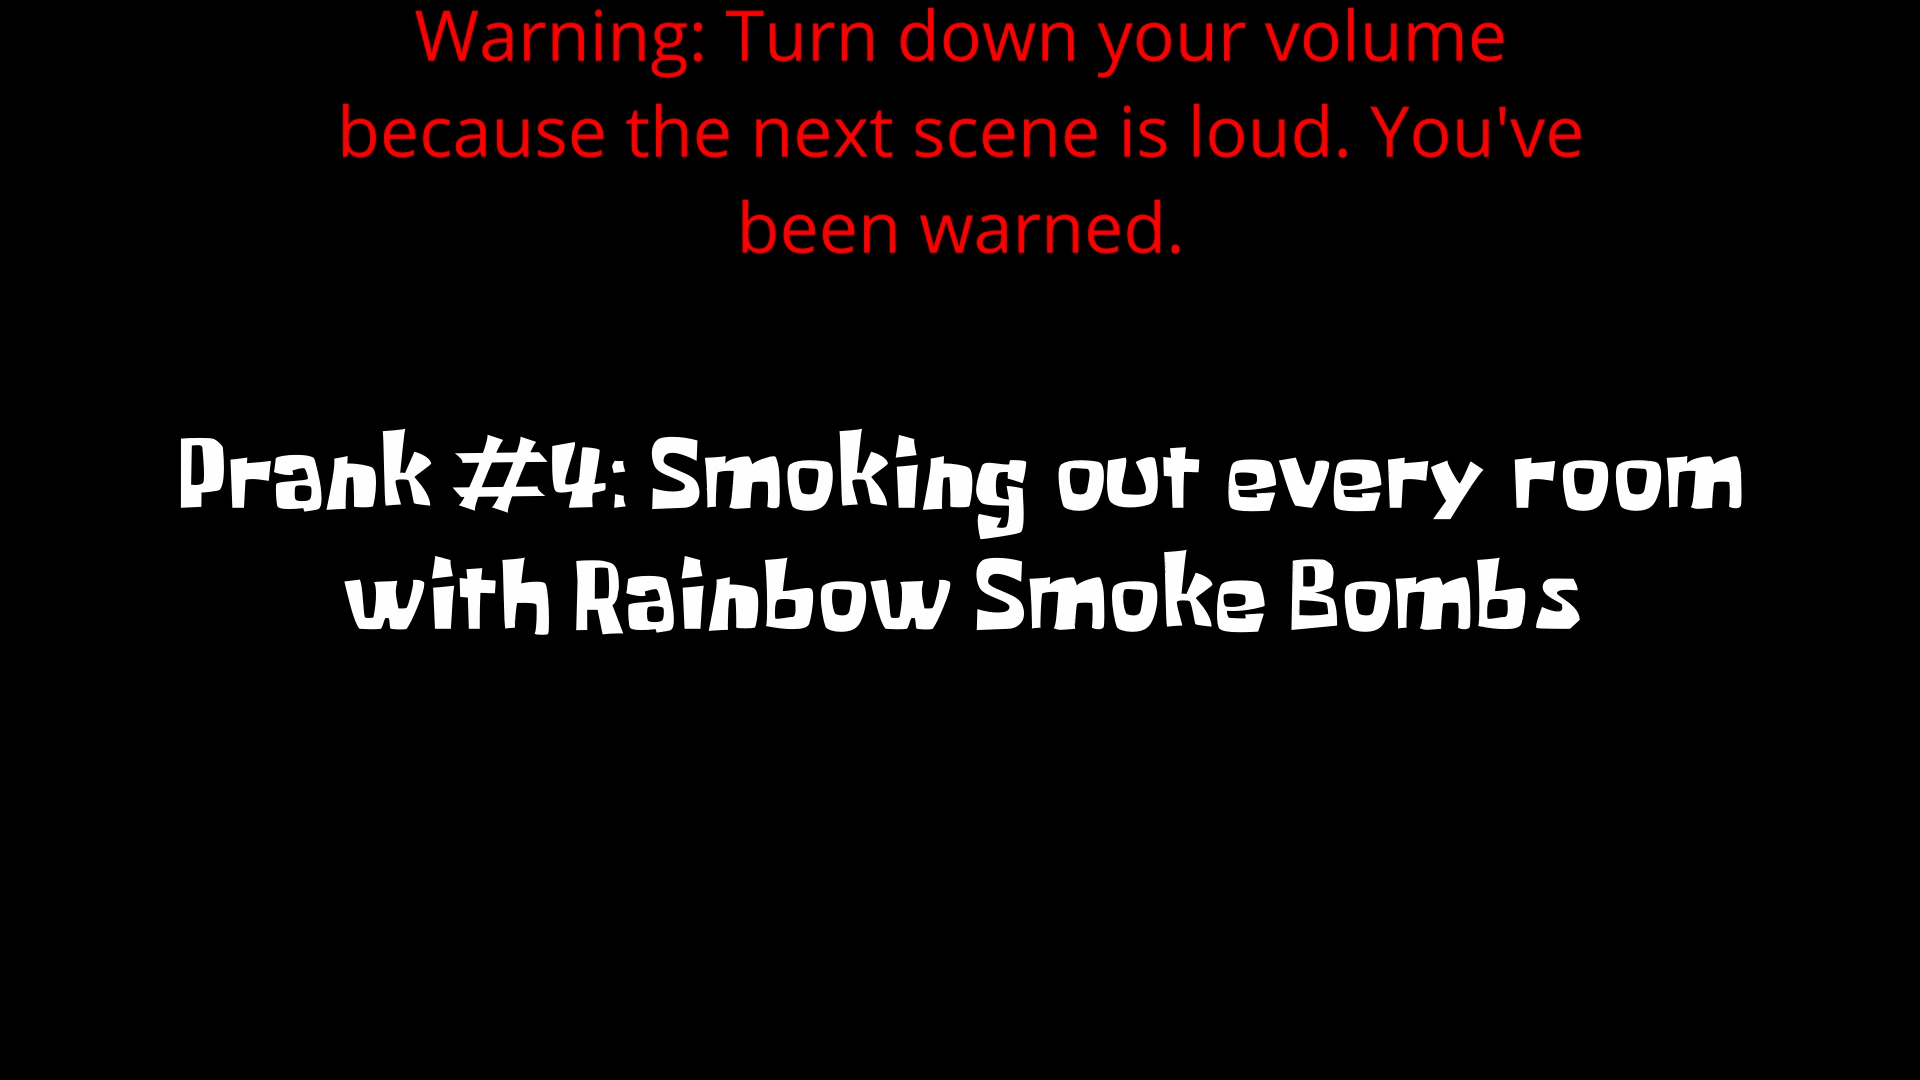 Warning: Turn down your volume
because the next scene is loud. You've
been warned.
Prank #4: Smoking out every room
with Rainbow Smoke Bombs